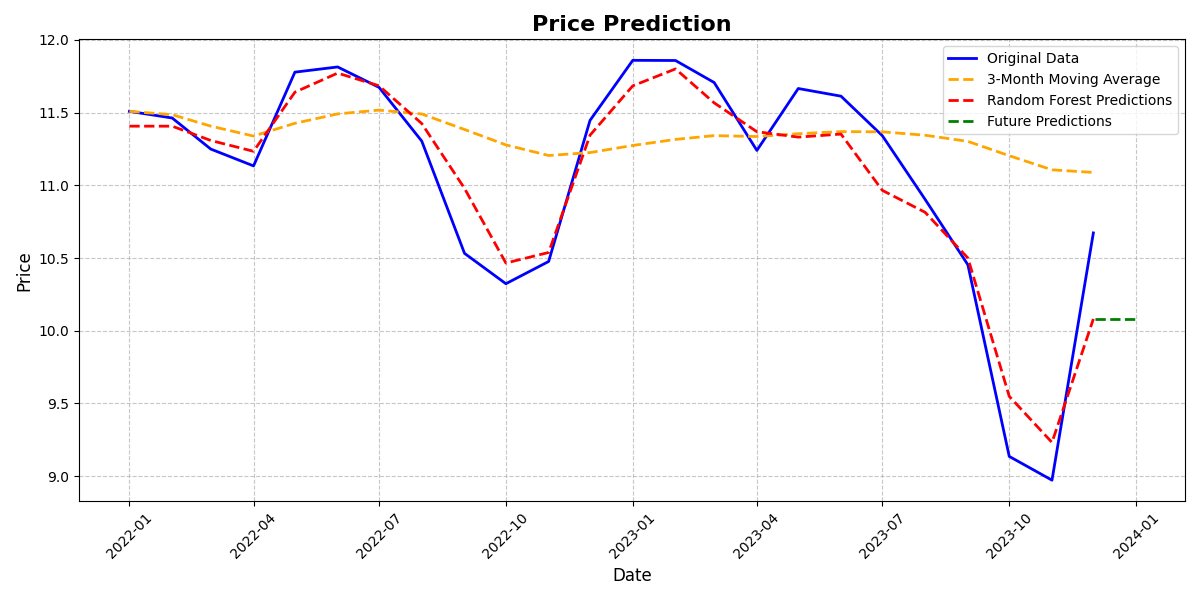 Price Prediction
12.0
11.5
11.0
10.5
10.0
9.5
9.0
Price
Original Data
3-Month Moving Average
Random Forest Predictions
Future Predictions
2022-01
2022-04
2022-07
2022-10
2023-01
2023-04
2023-07
2023-10
2024-01
Date